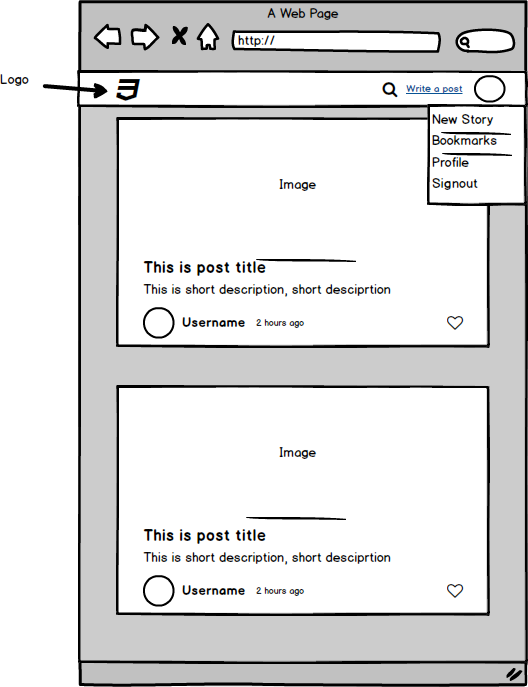 A Web Page
http://
Logo
Write a post
New Story
Bookmarks
Profile
Signout
Image
This is post title
This is short description, short desciprtion
Username 2 hours ago
Image
This is post title
This is short description, short desciprtion
Username 2 hours ago